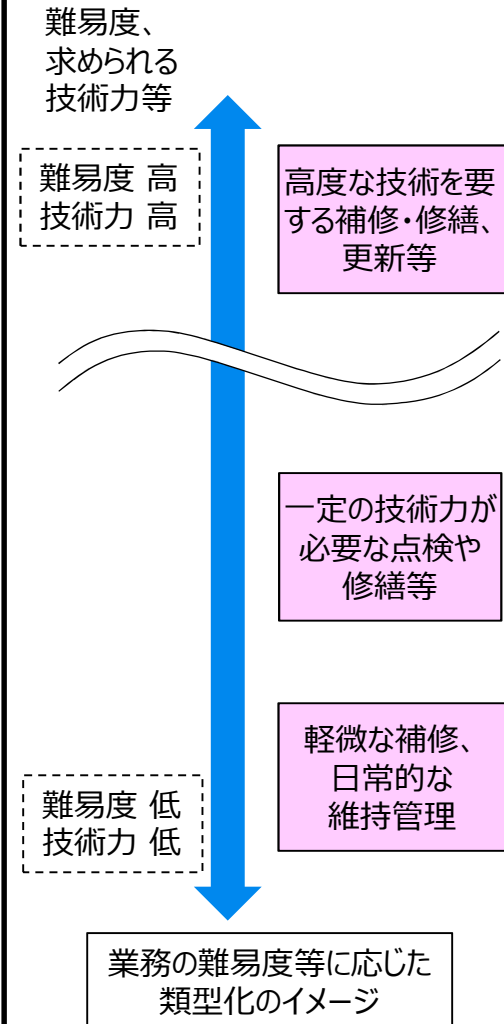 難易度、
求められる
技術力等
難易度 高
技術力 高
高度な技術を要
する補修・修繕、
更新等
一定の技術力が
必要な点検や
修繕等
軽微な補修、
日常的な
維持管理
難易度 低
技術力 低
業務の難易度等に応じた
類型化のイメージ